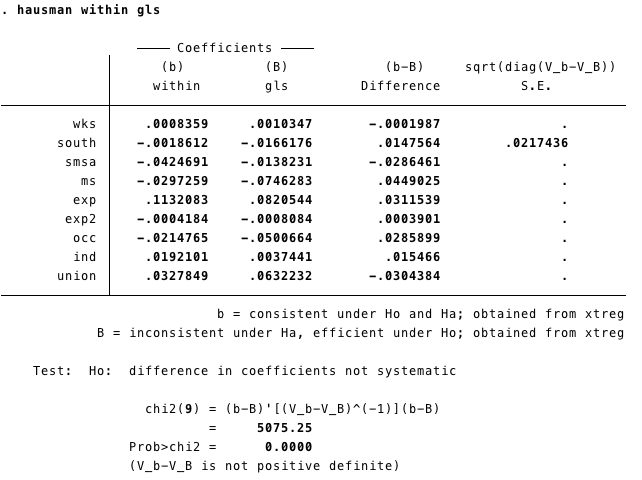 . hausman within gls
Coefficients
(b) (B) (b-B) sqrt(diag(V_b-V_B))
within gls Difference S.E.
wks .0008359 .0010347 -.0001987 .
south -.0018612 -.0166176 .0147564 .0217436
smsa -.0424691 -.0138231 -.0286461 .
ms -.0297259 -.0746283 .0449025 .
exp .1132083 .0820544 .0311539 .
exp2 -.0004184 -.0008084 .0003901 .
occ -.0214765 -.0500664 .0285899 .
ind .0192101 .0037441 .015466 .
union .0327849 .0632232 -.0304384 .
b = consistent under Ho and Ha; obtained from xtreg
B = inconsistent under Ha, efficient under Ho; obtained from xtreg
Test: Ho: difference in coefficients not systematic
chi2(9) = (b-B)'[(V_b-V_B)^(-1)](b-B)
= 5075.25
Prob>chi2 = 0.0000
(V_b-V_B is not positive definite)